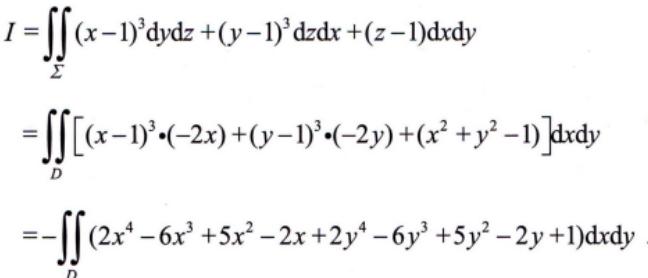 I = ∬_Σ (x−1)³dydz +(y−1)³dzdx +(z−1)dxdy
= ∬_D [(x−1)³•(−2x)+(y−1)³•(−2y)+(x² +y² −1)]dxdy
=−∬_D (2x⁴ −6x³ +5x² −2x+2y⁴ −6y³ +5y² −2y+1)dxdy .